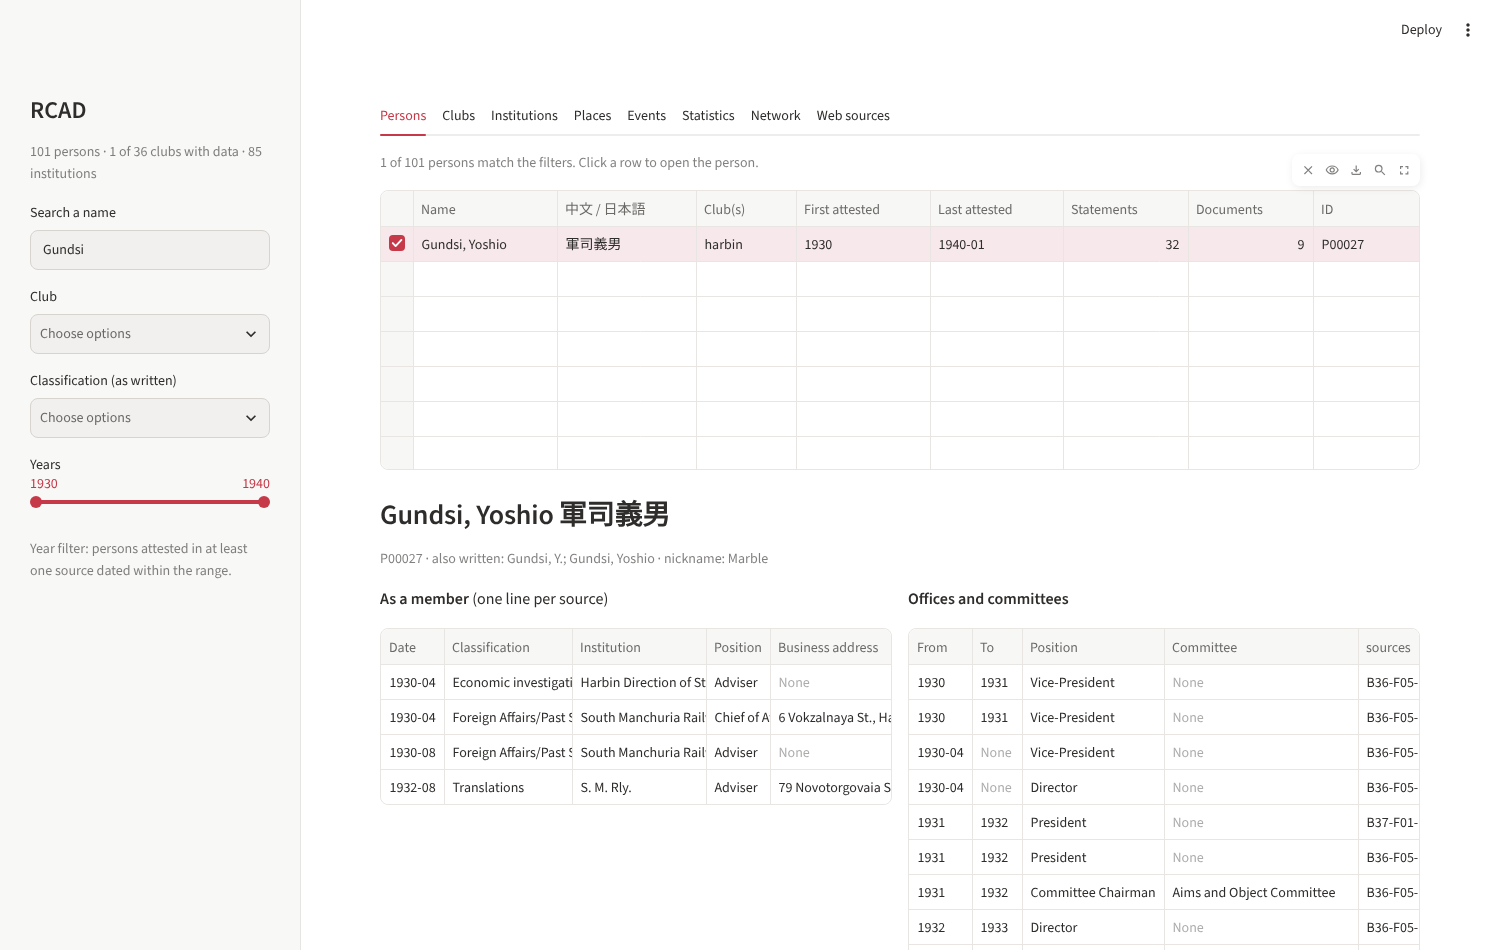 Deploy
RCAD
101 persons · 1 of 36 clubs with data · 85
institutions
Search a name
Gundsi
Club
Choose options
Classification (as written)
Choose options
Years
1930 1940
Year filter: persons attested in at least
one source dated within the range.
Persons Clubs Institutions Places Events Statistics Network Web sources
1 of 101 persons match the filters. Click a row to open the person.
Name 中文 / 日本語 Club(s) First attested Last attested Statements Documents ID
Gundsi, Yoshio 軍司義男 harbin 1930 1940-01 32 9 P00027
Gundsi, Yoshio 軍司義男
P00027 · also written: Gundsi, Y.; Gundsi, Yoshio · nickname: Marble
As a member (one line per source)
Date Classification Institution Position Business address
1930-04 Economic investigati Harbin Direction of St Adviser None
1930-04 Foreign Affairs/Past S South Manchuria Rail Chief of A 6 Vokzalnaya St., Ha
1930-08 Foreign Affairs/Past S South Manchuria Rail Adviser None
1932-08 Translations S. M. Rly. Adviser 79 Novotorgovaia S
Offices and committees
From To Position Committee sources
1930 1931 Vice-President None B36-F05-
1930 1931 Vice-President None B36-F05-
1930-04 None Vice-President None B36-F05-
1930-04 None Director None B36-F05-
1931 1932 President None B37-F01-
1931 1932 President None B36-F05-
1931 1932 Committee Chairman Aims and Object Committee B36-F05-
1932 1933 Director None B36-F05-